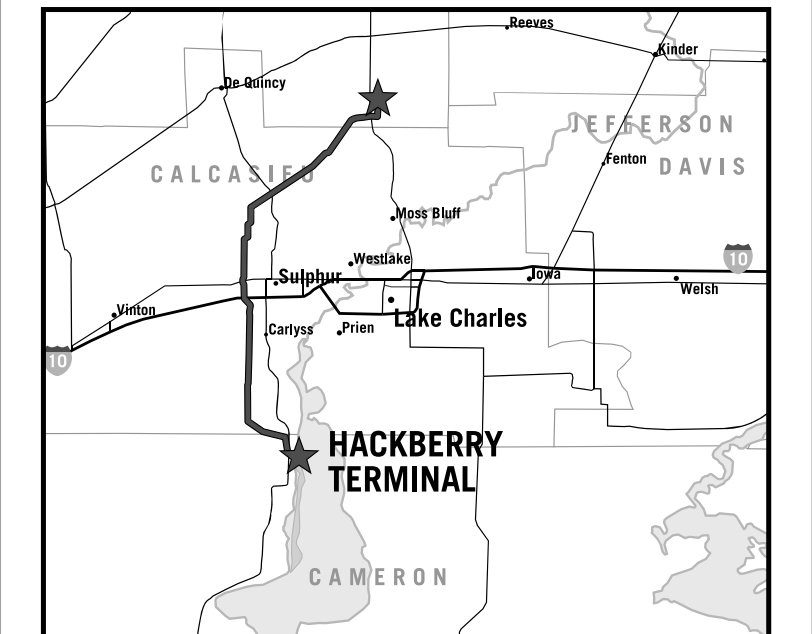 Reeves
Kinder
De Quincy
JEFFERSON
DAVIS
Fenton
CALCASIEU
Moss Bluff
10
Westlake
Iowa
Sulphur
Welsh
Vinton
Lake Charles
Carlyss
Prien
10
HACKBERRY
TERMINAL
CAMERON